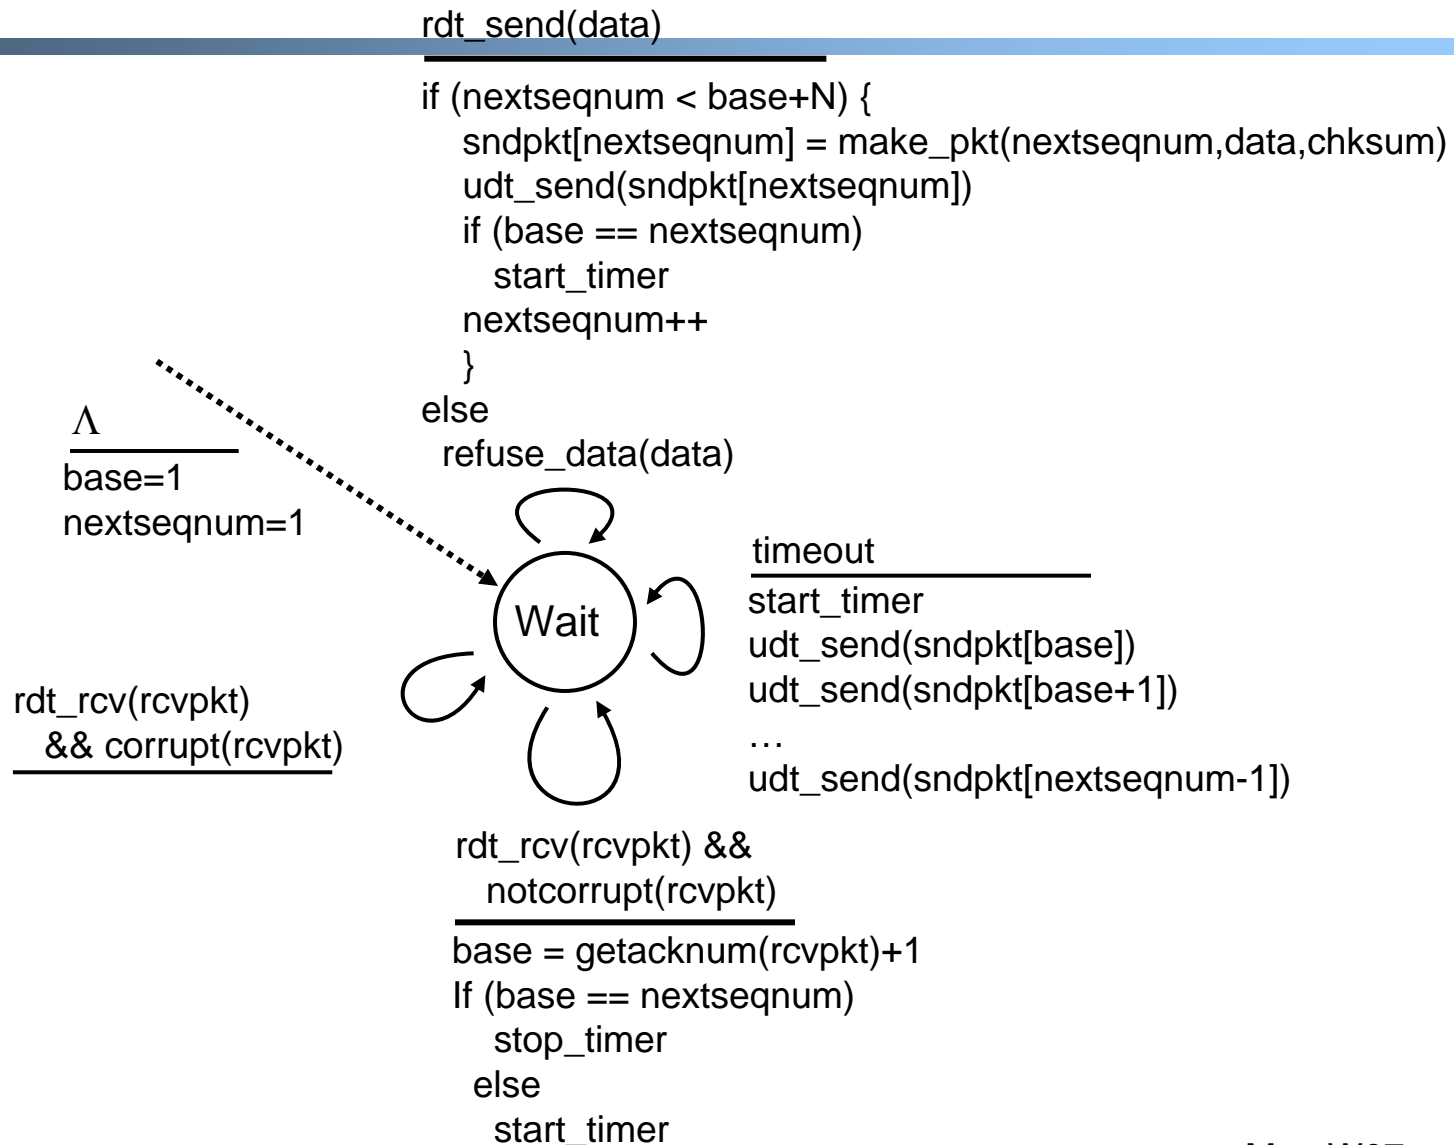 rdt_send(data)
if (nextseqnum < base+N) {
sndpkt[nextseqnum] = make_pkt(nextseqnum,data,chksum)
udt_send(sndpkt[nextseqnum])
if (base == nextseqnum)
start_timer
nextseqnum++
}
else
refuse_data(data)
Λ
base=1
nextseqnum=1
Wait
timeout
start_timer
udt_send(sndpkt[base])
udt_send(sndpkt[base+1])
…
udt_send(sndpkt[nextseqnum-1])
rdt_rcv(rcvpkt)
&& corrupt(rcvpkt)
rdt_rcv(rcvpkt) &&
notcorrupt(rcvpkt)
base = getacknum(rcvpkt)+1
If (base == nextseqnum)
stop_timer
else
start_timer